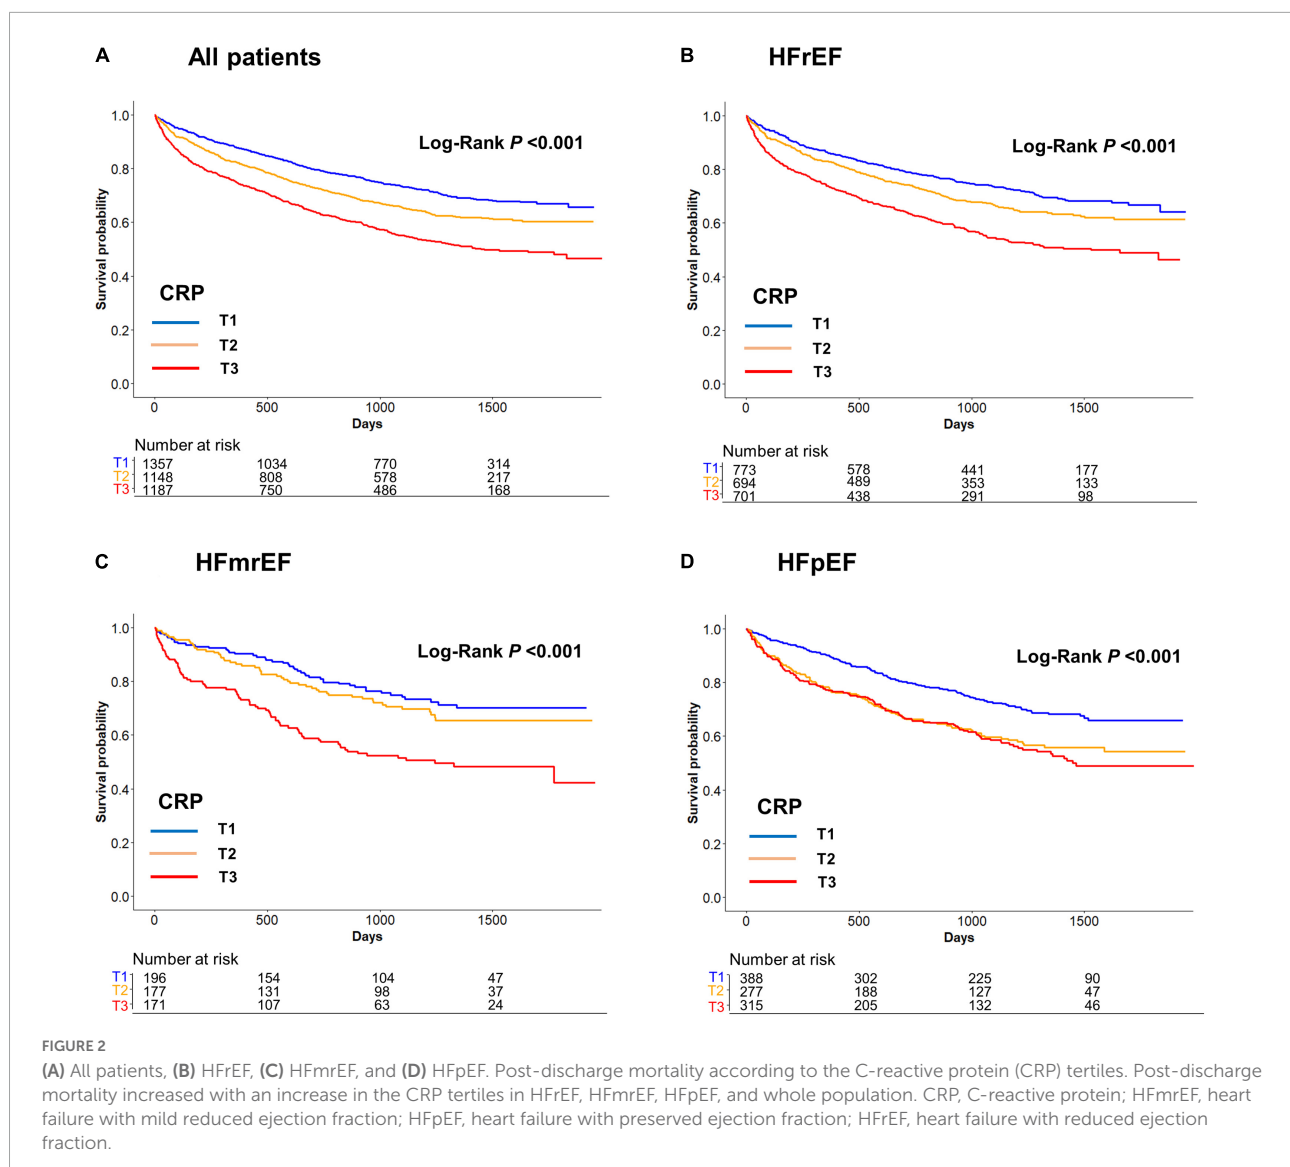 A All patients
Survival probability
1.0
0.8
0.6
0.4
0.2
0.0
Log-Rank P <0.001
CRP
T1
T2
T3
0 500 1000 1500
Days
Number at risk
T1 1357 1034 770 314
T2 1148 808 578 217
T3 1187 750 486 168
B HFrEF
Survival probability
1.0
0.8
0.6
0.4
0.2
0.0
Log-Rank P <0.001
CRP
T1
T2
T3
0 500 1000 1500
Days
Number at risk
T1 773 578 441 177
T2 694 489 353 133
T3 701 438 291 98
C HFmrEF
Survival probability
1.0
0.8
0.6
0.4
0.2
0.0
Log-Rank P <0.001
CRP
T1
T2
T3
0 500 1000 1500
Days
Number at risk
T1 196 154 104 47
T2 177 131 98 37
T3 171 107 63 24
D HFpEF
Survival probability
1.0
0.8
0.6
0.4
0.2
0.0
Log-Rank P <0.001
CRP
T1
T2
T3
0 500 1000 1500
Days
Number at risk
T1 388 302 225 90
T2 277 188 127 47
T3 315 205 132 46
FIGURE 2
(A) All patients, (B) HFrEF, (C) HFmrEF, and (D) HFpEF. Post-discharge mortality according to the C-reactive protein (CRP) tertiles. Post-discharge
mortality increased with an increase in the CRP tertiles in HFrEF, HFmrEF, HFpEF, and whole population. CRP, C-reactive protein; HFmrEF, heart
failure with mild reduced ejection fraction; HFpEF, heart failure with preserved ejection fraction; HFrEF, heart failure with reduced ejection
fraction.